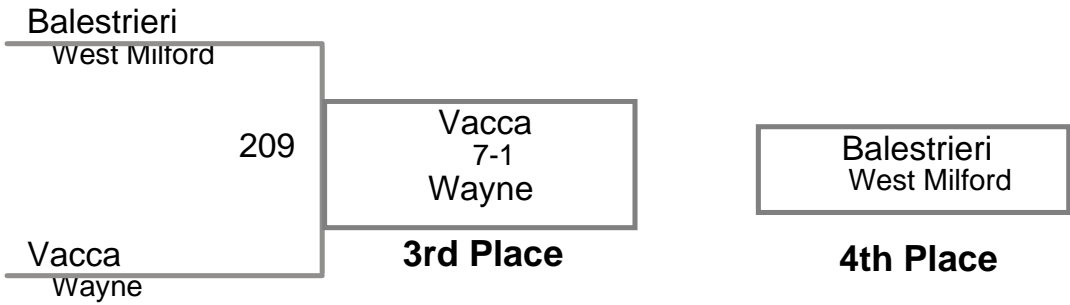 Balestrieri
West Milford
209
Vacca
7-1
Wayne
3rd Place
Balestrieri
West Milford
4th Place
Vacca
Wayne